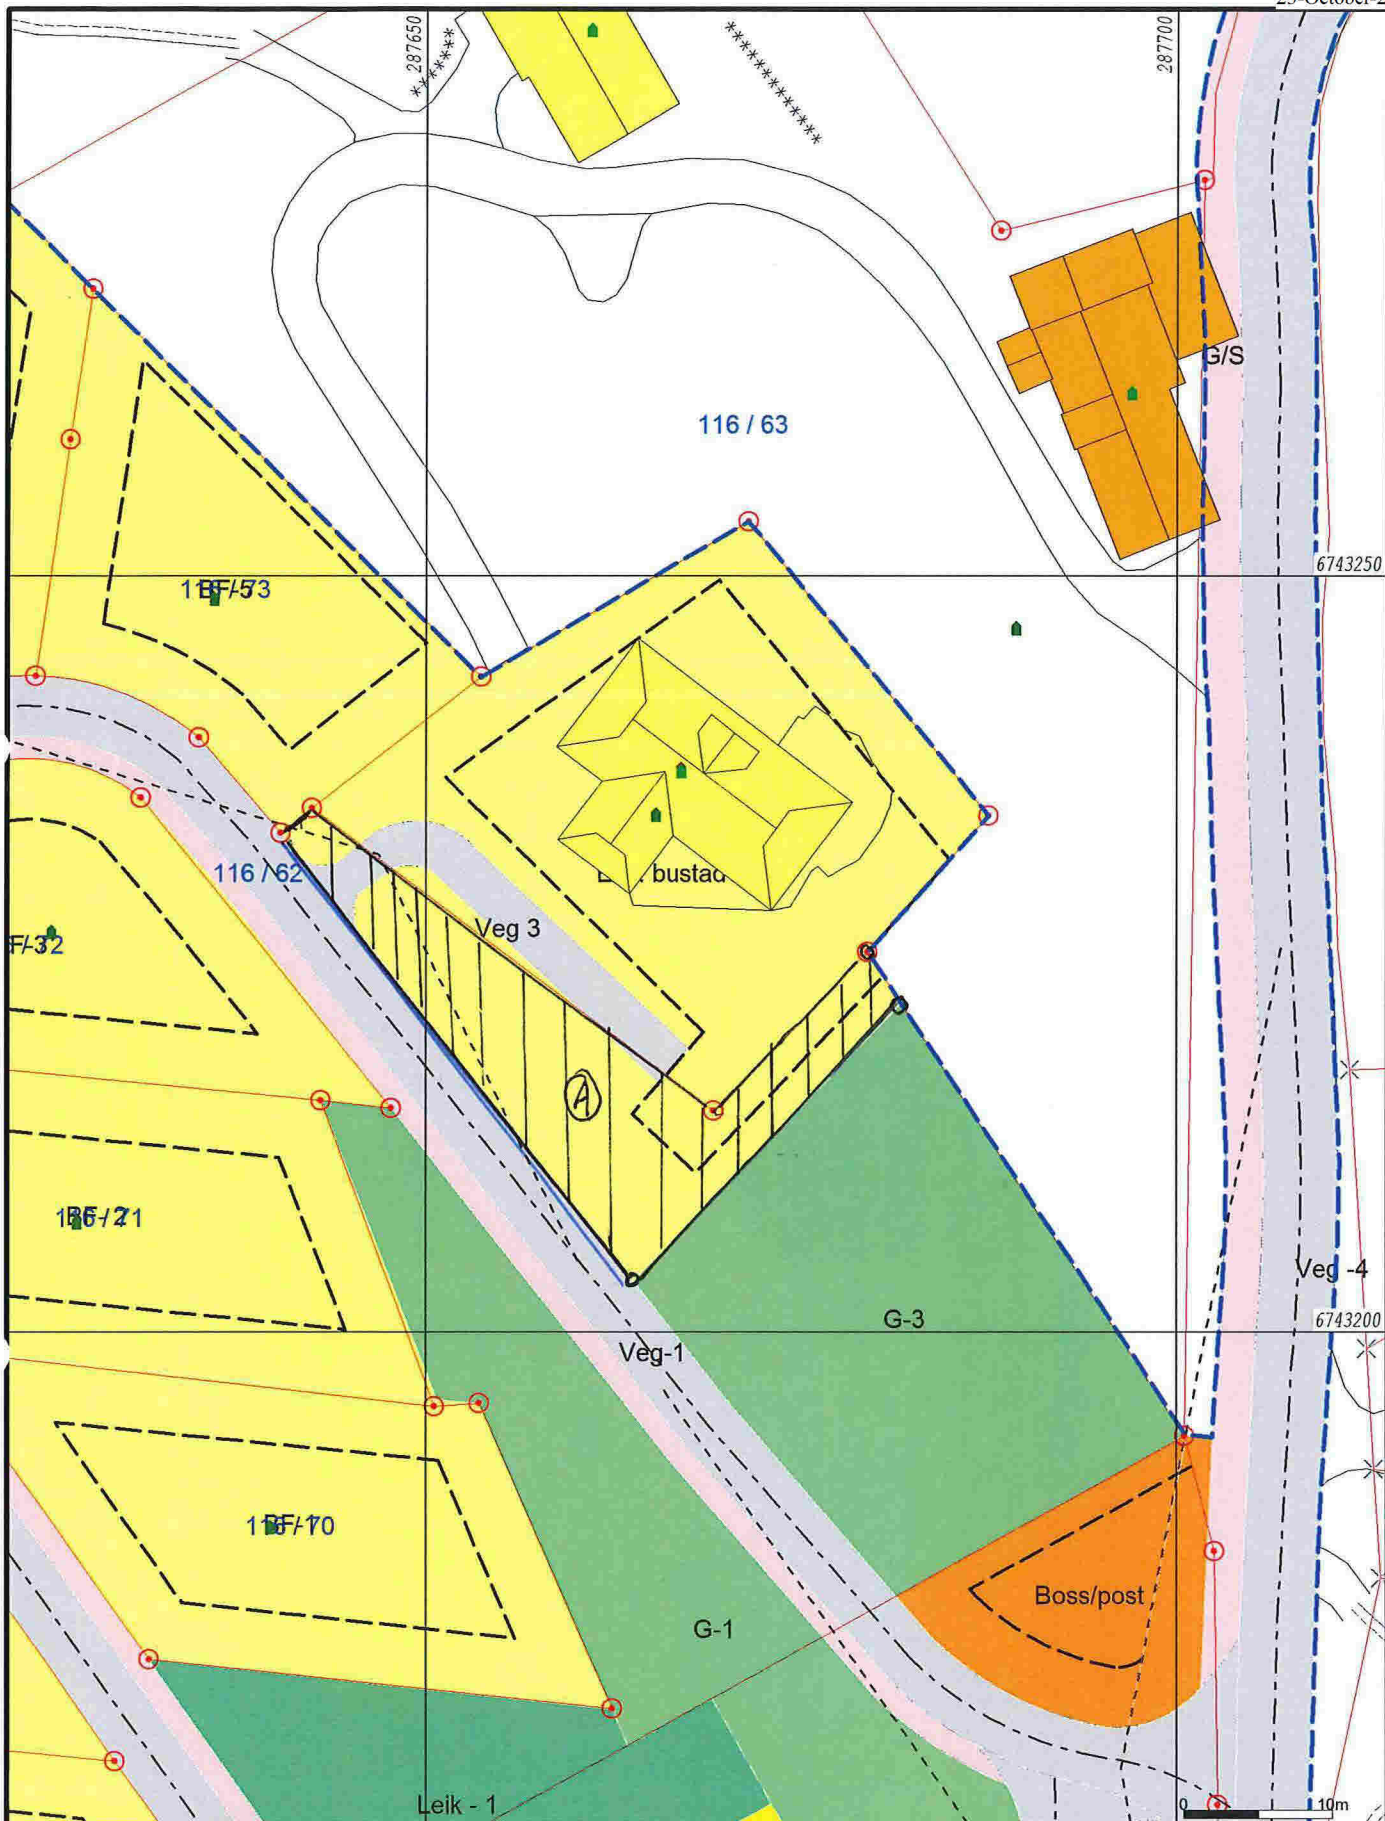 287650
287700
G/S
116 / 63
6743250
116 / 62
bustad
Veg 3
A
Veg -4
G-3
6743200
Veg-1
Boss/post
G-1
Leik - 1
0 10m